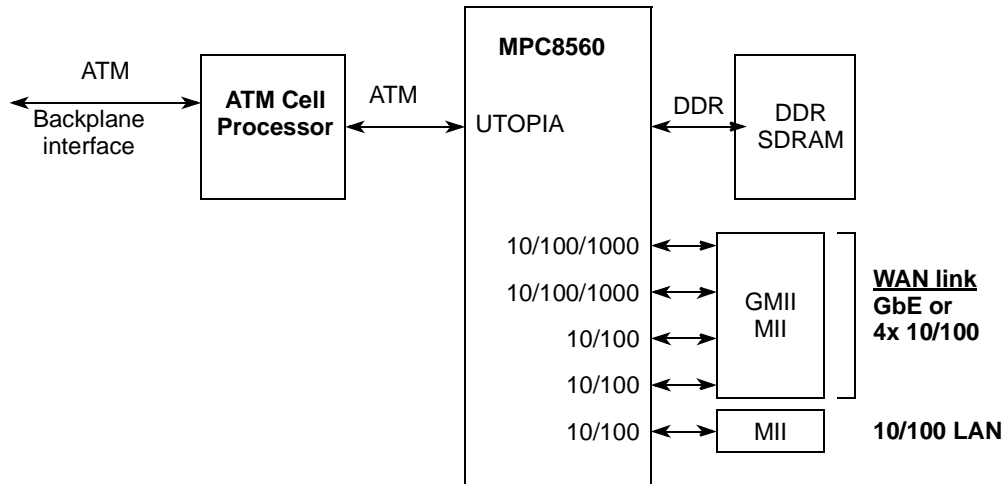 MPC8560
ATM
Backplane
interface
ATM Cell
Processor
ATM
UTOPIA
DDR
DDR
SDRAM
10/100/1000
10/100/1000
10/100
10/100
10/100
GMII
MII
WAN link
GbE or
4x 10/100
MII
10/100 LAN